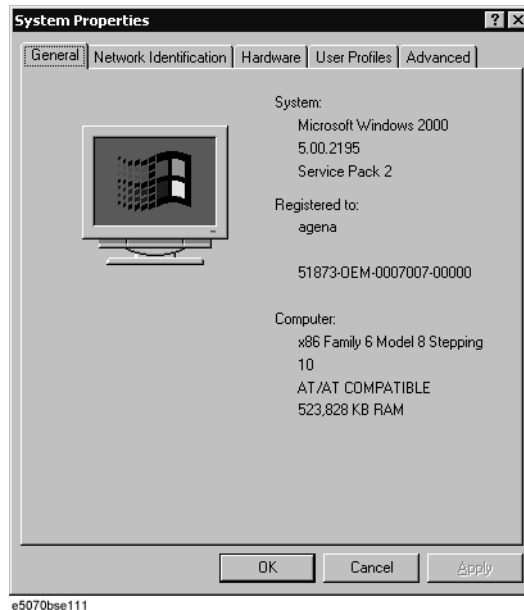 System Properties
General Network Identification Hardware User Profiles Advanced
System:
Microsoft Windows 2000
5.00.2195
Service Pack 2
Registered to:
agena
51873-OEM-0007007-00000
Computer:
x86 Family 6 Model 8 Stepping
10
AT/AT COMPATIBLE
523,828 KB RAM
OK Cancel Apply
e5070bse111